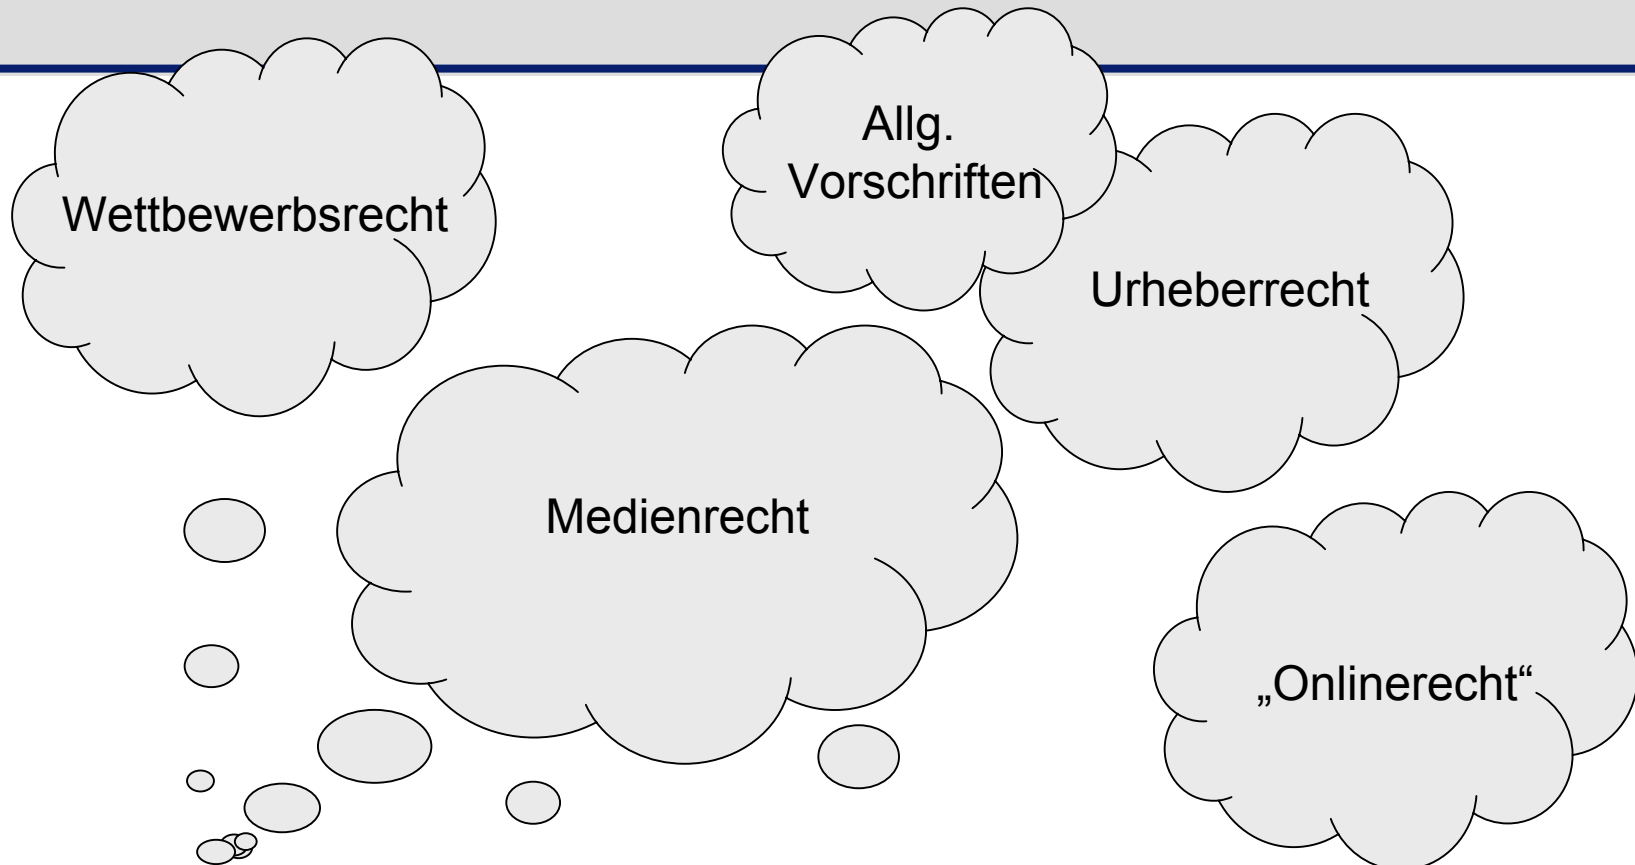 Wettbewerbsrecht
Allg.
Vorschriften
Urheberrecht
Medienrecht
„Onlinerecht“